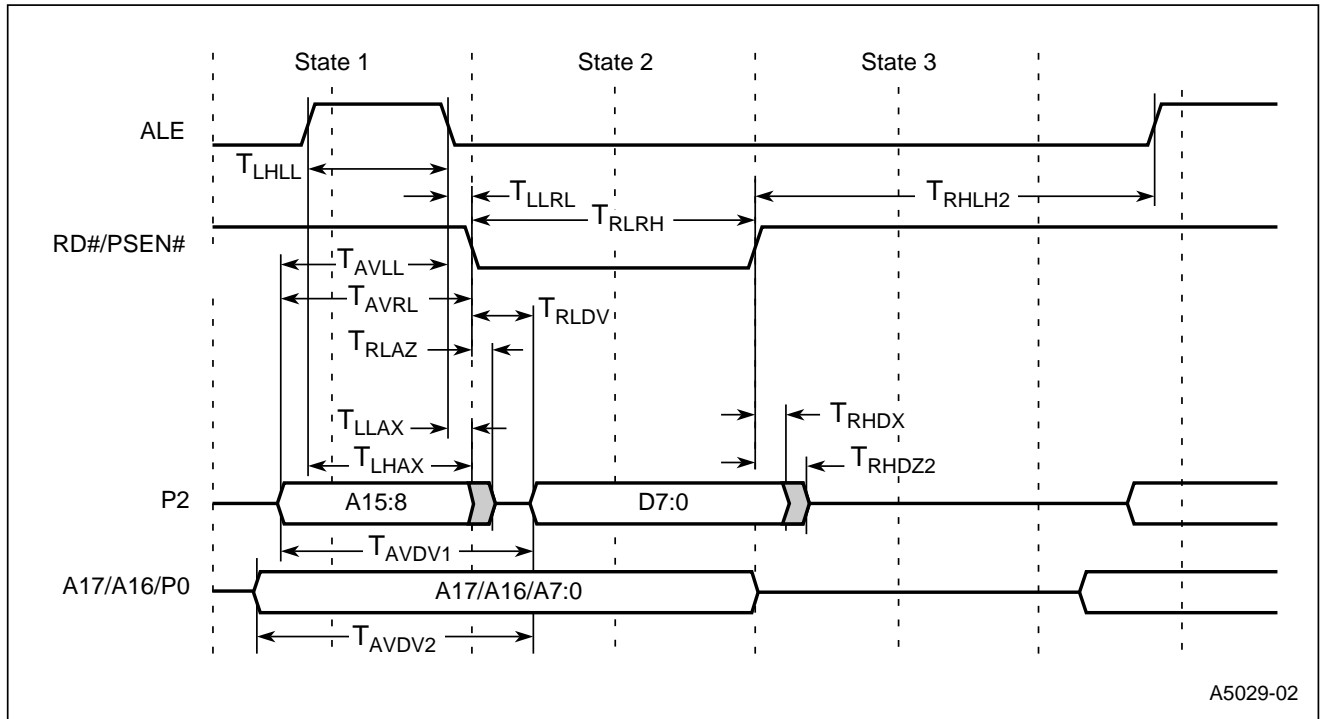 State 1 State 2 State 3
ALE
TLHLL
TLLRL
TRHLH2
TRLRH
RD#/PSEN#
TAVLL
TAVRL
TRLDV
TRLAZ
TLLAX
TRHDX
TLHAX
TRHDZ2
P2 A15:8 D7:0
TAVDV1
A17/A16/P0 A17/A16/A7:0
TAVDV2
A5029-02